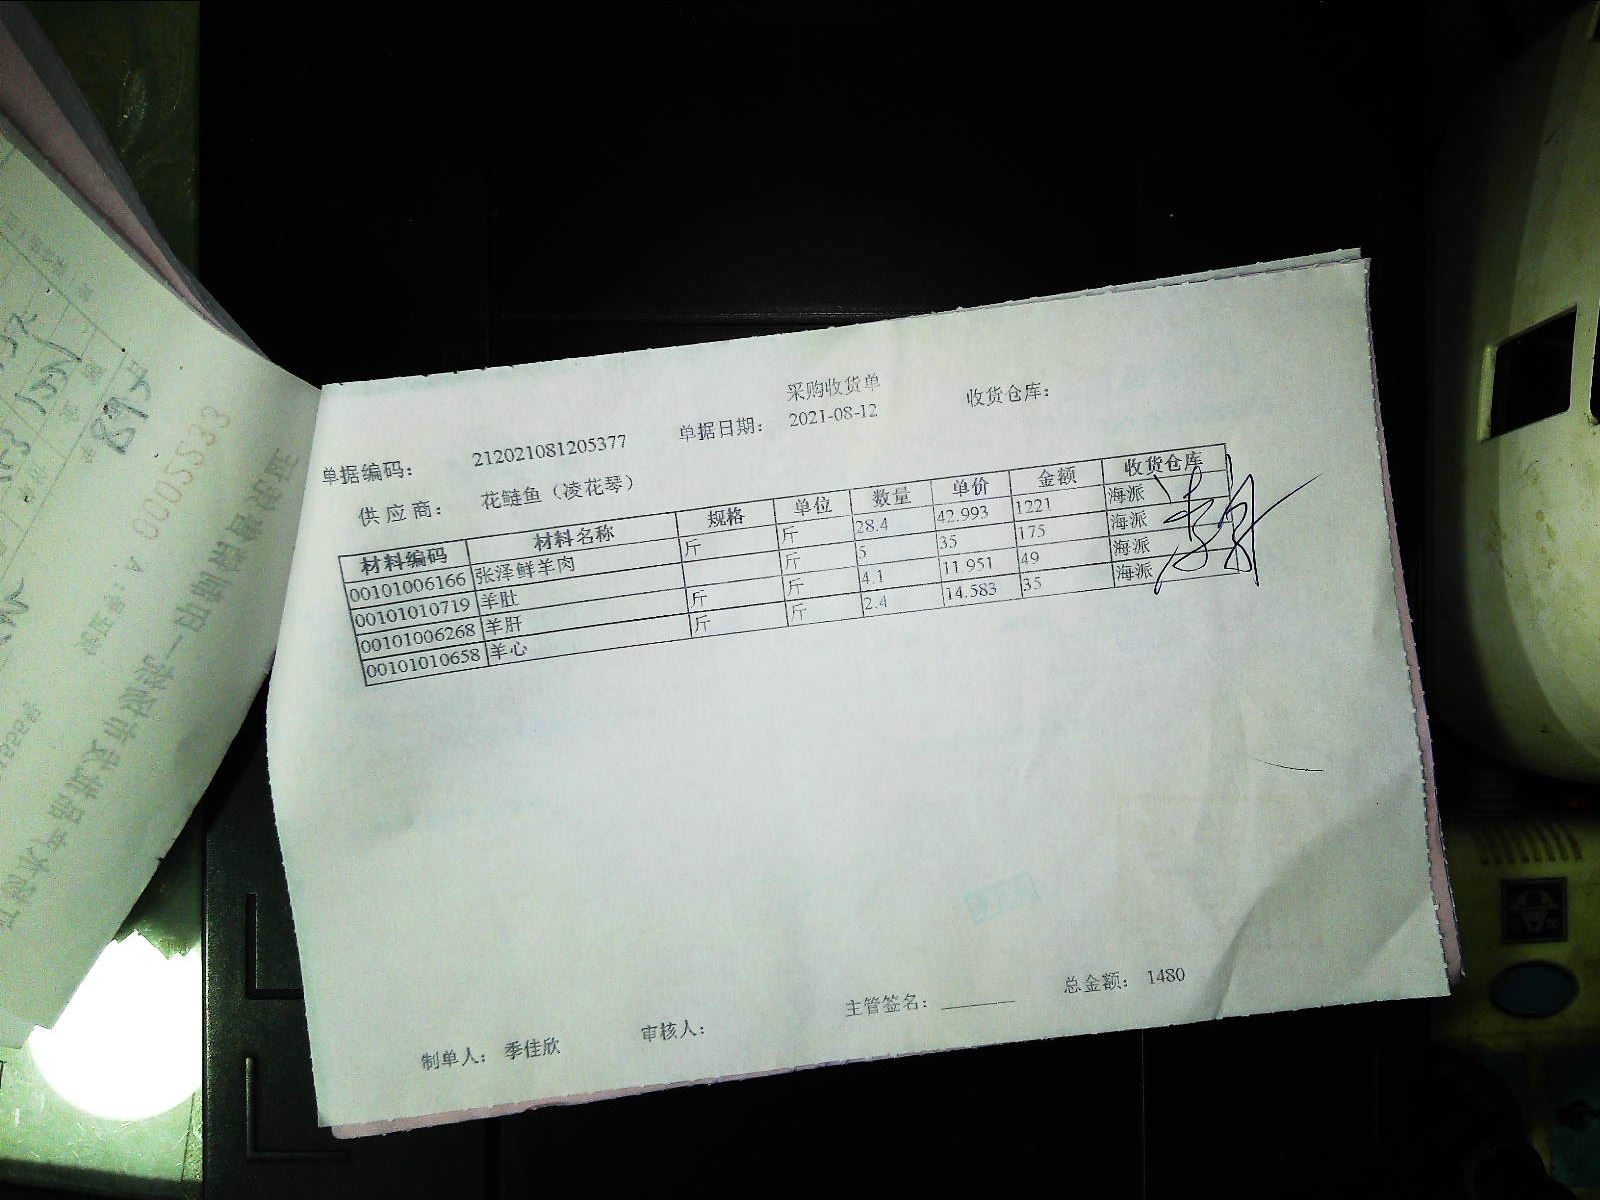 采购收货单
单据编码： 212021081205377 单据日期： 2021-08-12 收货仓库：
供应商： 花鲢鱼（凌花琴）
材料编码 材料名称 规格 单位 数量 单价 金额 收货仓库
00101006166 张泽鲜羊肉 斤 斤 28.4 42.993 1221 海派
00101010719 羊肚 斤 5 35 175 海派
00101006268 羊肝 斤 斤 4.1 11.951 49 海派
00101010658 羊心 斤 斤 2.4 14.583 35 海派
制单人： 季佳欣 审核人： 主管签名： 总金额： 1480
0002233